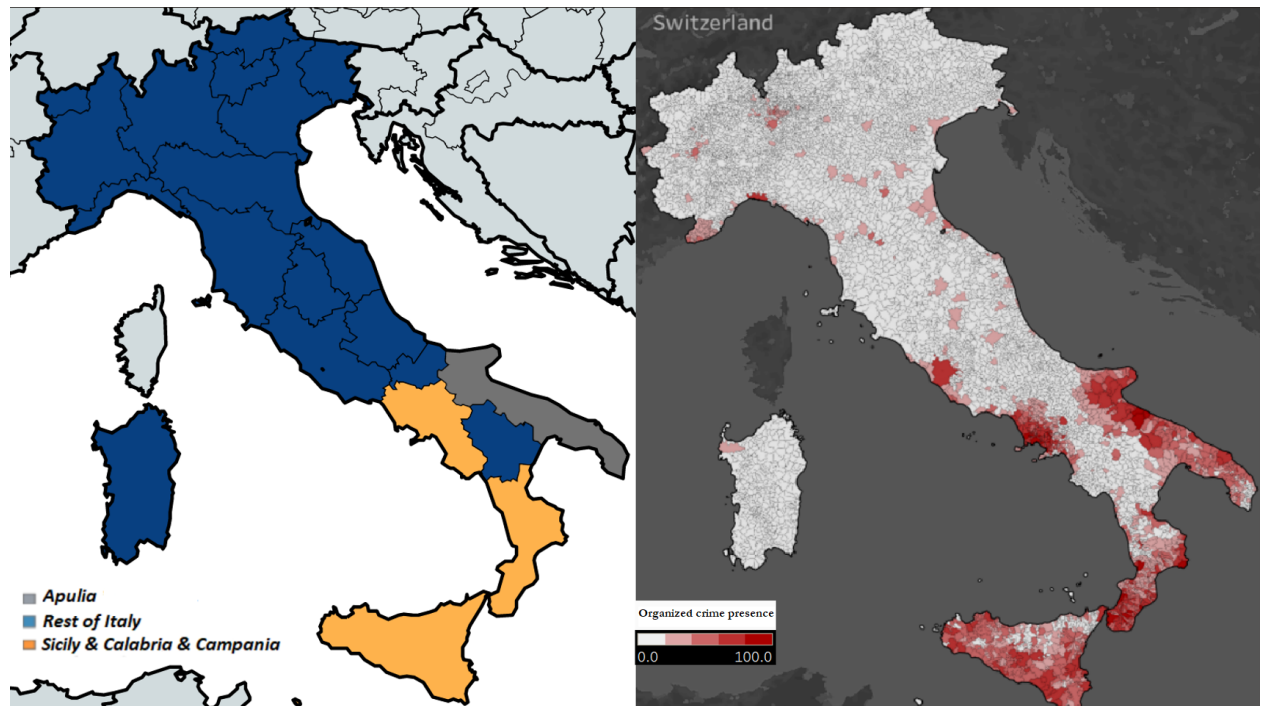 Switzerland
Apulia
Rest of Italy
Sicily & Calabria & Campania
Organized crime presence
0.0 100.0